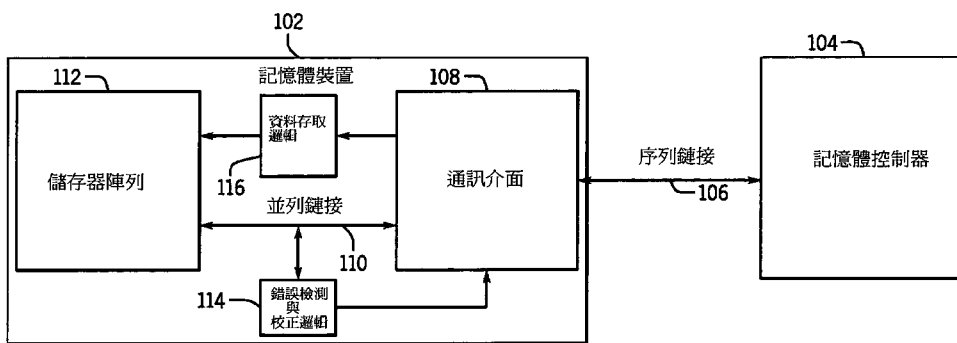 102
104
記憶體裝置
112
108
資料存取
邏輯
116
儲存器陣列
通訊介面
序列鏈接
106
記憶體控制器
並列鏈接
110
114
錯誤檢測
與
校正邏輯